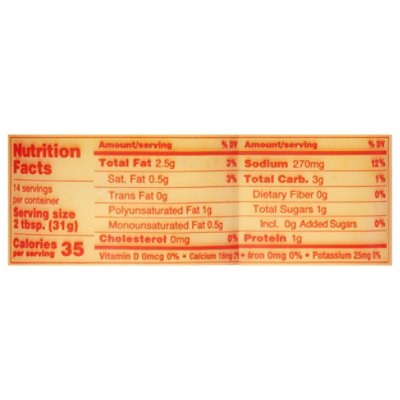 Nutrition
Facts
14 servings
per container
Serving size
2 tbsp. (31g)
Calories 35
per serving
Amount/serving % DV
Total Fat 2.5g 3%
Sat. Fat 0.5g 3%
Trans Fat 0g
Polyunsaturated Fat 1g
Monounsaturated Fat 0.5g
Cholesterol 0mg 0%
Amount/serving % DV
Sodium 270mg 12%
Total Carb. 3g 1%
Dietary Fiber 0g 0%
Total Sugars 1g
Incl. 0g Added Sugars 0%
Protein 1g
Vitamin D 0mcg 0% • Calcium 16mg 2% • Iron 0mg 0% • Potassium 25mg 0%